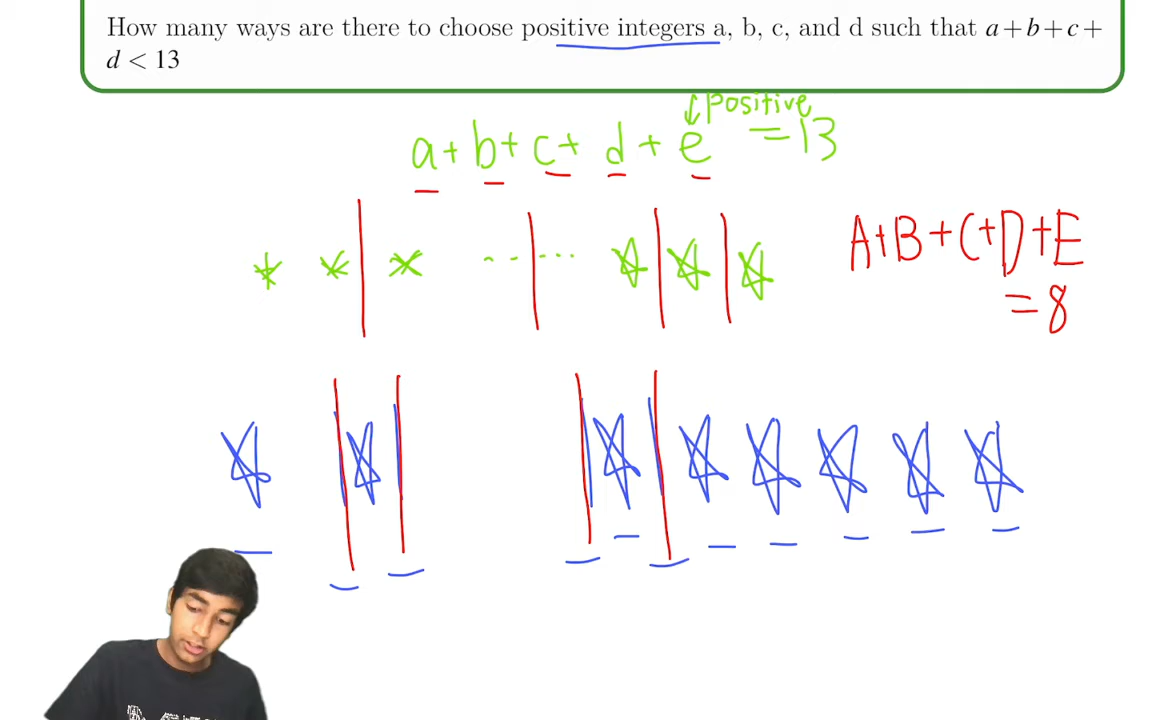 How many ways are there to choose positive integers a, b, c, and d such that a+b+c+
d < 13
positive
a+ b+ c+ d + e = 13
A+B+C+D+E
= 8